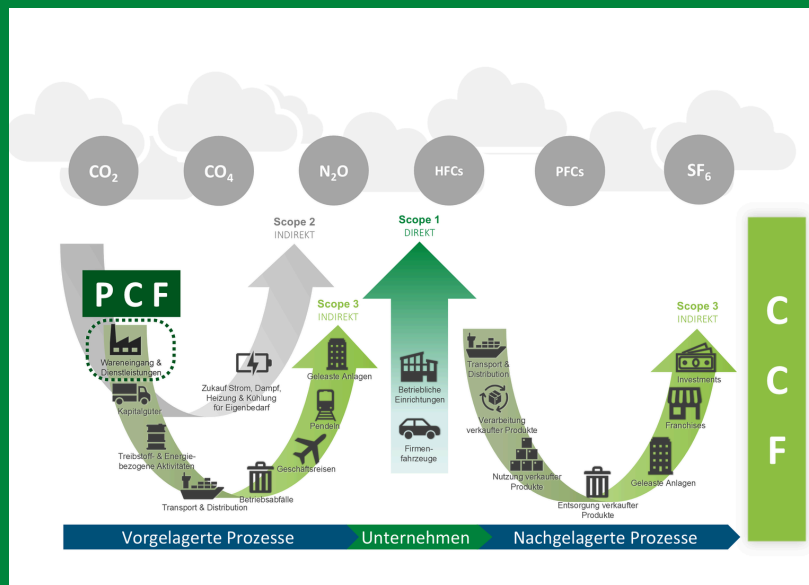 CO₂
CO₄
N₂O
HFCs
PFCs
SF₆
Scope 2
INDIREKT
Scope 1
DIREKT
PCF
Scope 3
INDIREKT
Scope 3
INDIREKT
CCF
Wareneingang &
Dienstleistungen
Kapitalgüter
Treibstoff- & Energie-
bezogene Aktivitäten
Transport & Distribution
Betriebsabfälle
Geschäftsreisen
Pendeln
Geleaste Anlagen
Zukauf Strom, Dampf,
Heizung & Kühlung
für Eigenbedarf
Betriebliche
Einrichtungen
Firmen-
fahrzeuge
Transport &
Distribution
Verarbeitung
verkaufter Produkte
Nutzung verkaufter
Produkte
Entsorgung verkaufter
Produkte
Geleaste Anlagen
Franchises
Investments
Vorgelagerte Prozesse
Unternehmen
Nachgelagerte Prozesse